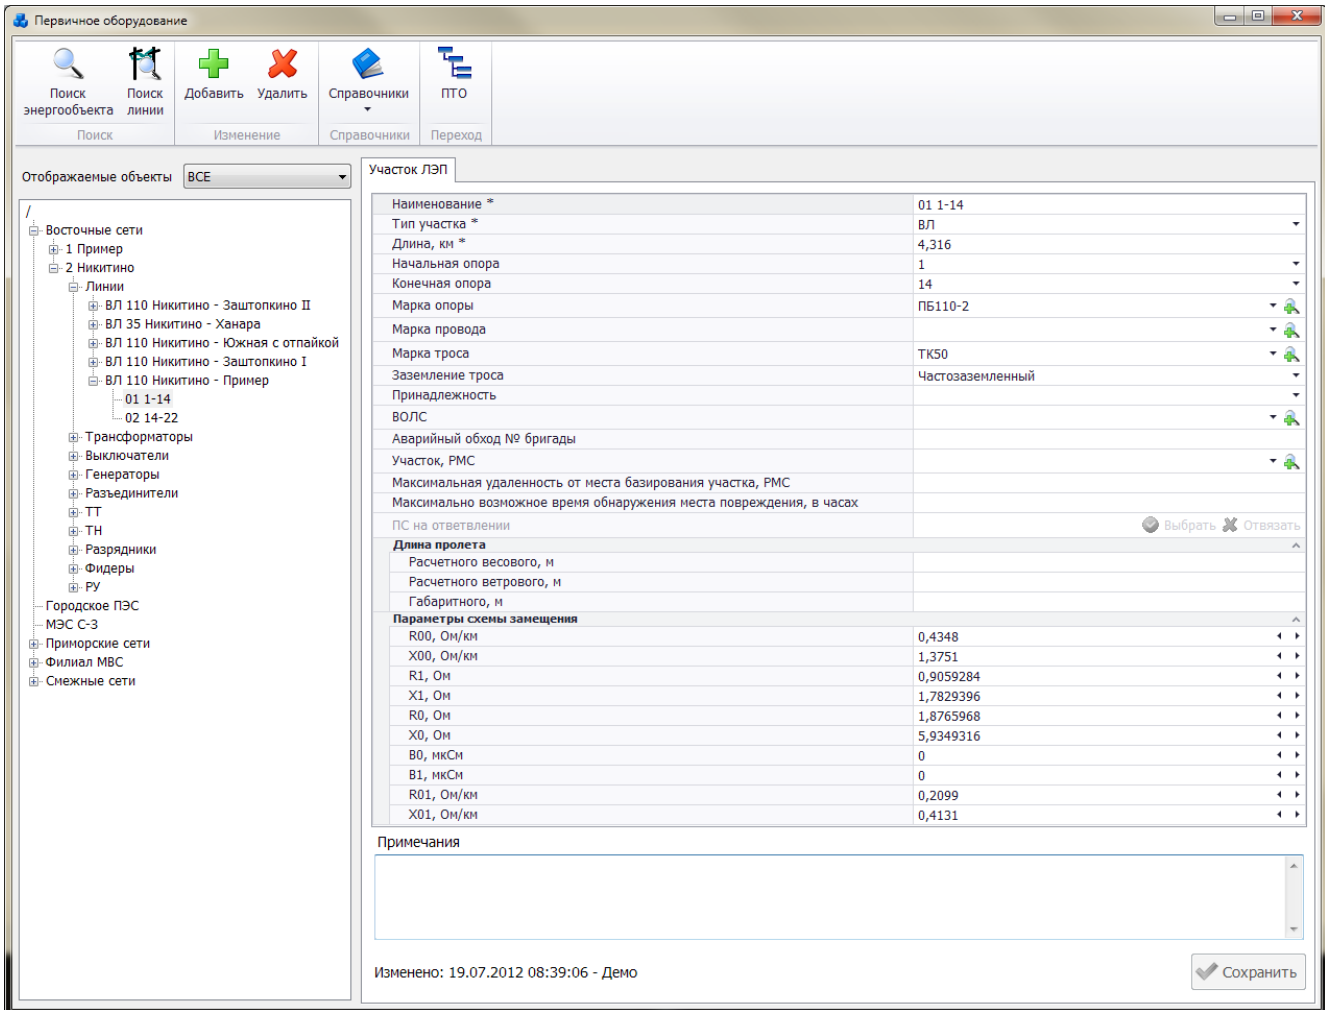 Первичное оборудование
Поиск энергообъекта
Поиск линии
Добавить
Удалить
Справочники
ПТО
Поиск
Изменение
Справочники
Переход
Отображаемые объекты ВСЕ
/
Восточные сети
1 Пример
2 Никитино
Линии
ВЛ 110 Никитино - Заштопкино II
ВЛ 35 Никитино - Ханара
ВЛ 110 Никитино - Южная с отпайкой
ВЛ 110 Никитино - Заштопкино I
ВЛ 110 Никитино - Пример
01 1-14
02 14-22
Трансформаторы
Выключатели
Генераторы
Разъединители
ТТ
ТН
Разрядники
Фидеры
РУ
Городское ПЭС
МЭС С-3
Приморские сети
Филиал МВС
Смежные сети
Участок ЛЭП
Наименование * 01 1-14
Тип участка * ВЛ
Длина, км * 4,316
Начальная опора 1
Конечная опора 14
Марка опоры ПБ110-2
Марка провода
Марка троса ТК50
Заземление троса Частозаземленный
Принадлежность
ВОЛС
Аварийный обход № бригады
Участок, РМС
Максимальная удаленность от места базирования участка, РМС
Максимально возможное время обнаружения места повреждения, в часах
ПС на ответвлении Выбрать Отвязать
Длина пролета
Расчетного весового, м
Расчетного ветрового, м
Габаритного, м
Параметры схемы замещения
R00, Ом/км 0,4348
X00, Ом/км 1,3751
R1, Ом 0,9059284
X1, Ом 1,7829396
R0, Ом 1,8765968
X0, Ом 5,9349316
B0, мкСм 0
B1, мкСм 0
R01, Ом/км 0,2099
X01, Ом/км 0,4131
Примечания
Изменено: 19.07.2012 08:39:06 - Демо
Сохранить